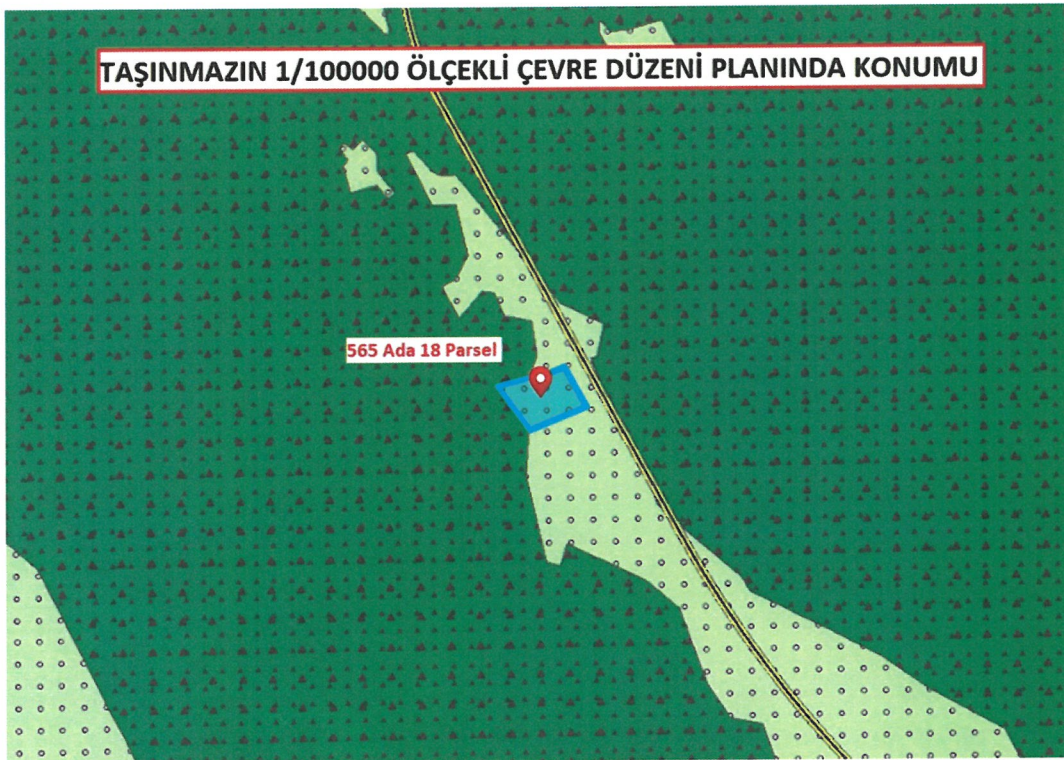 TAŞINMAZIN 1/100000 ÖLÇEKLİ ÇEVRE DÜZENİ PLANINDA KONUMU
565 Ada 18 Parsel